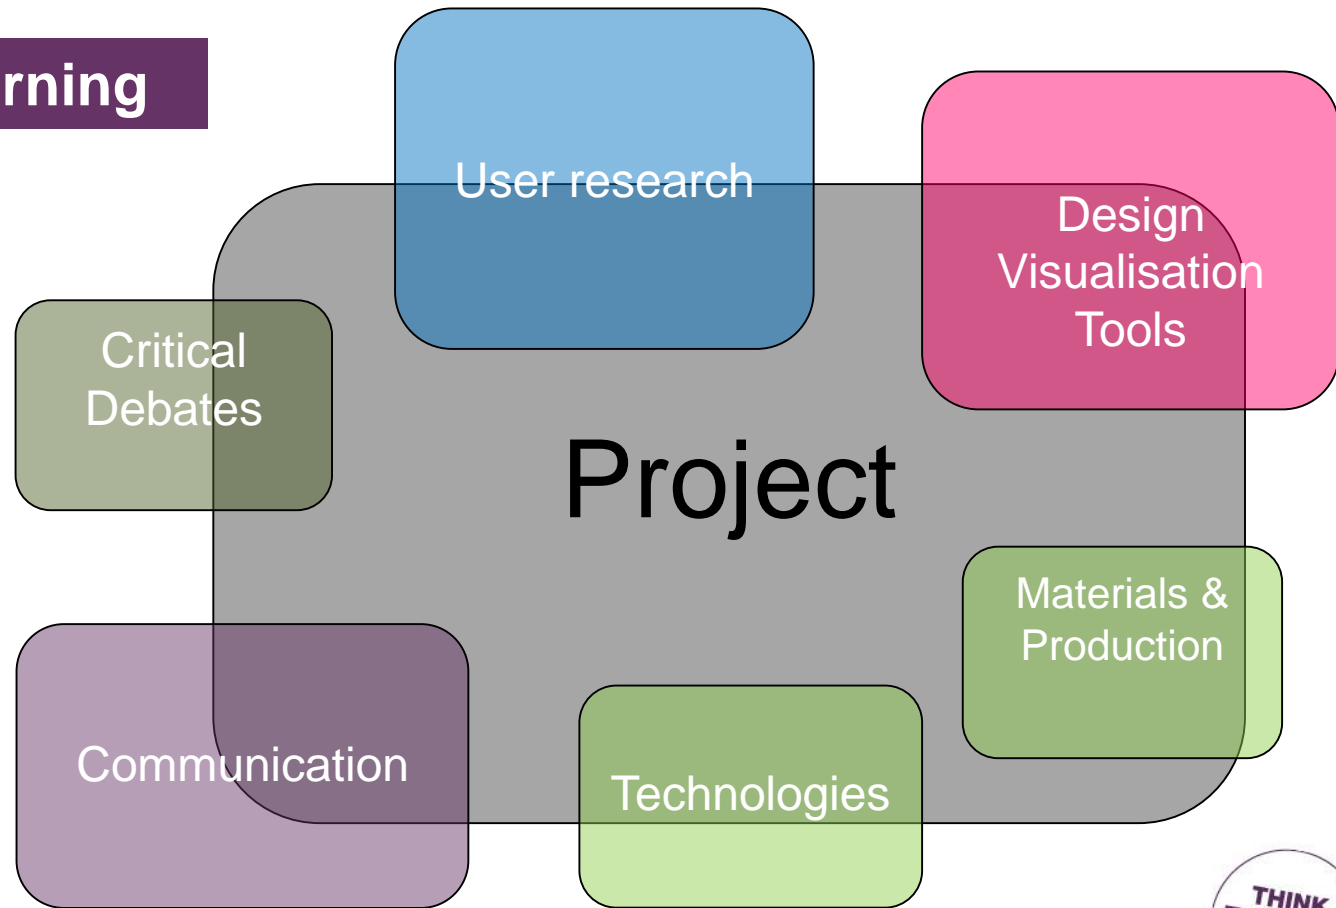 rning
User research
Design
Visualisation
Tools
Critical
Debates
Project
Materials &
Production
Communication
Technologies
THINK